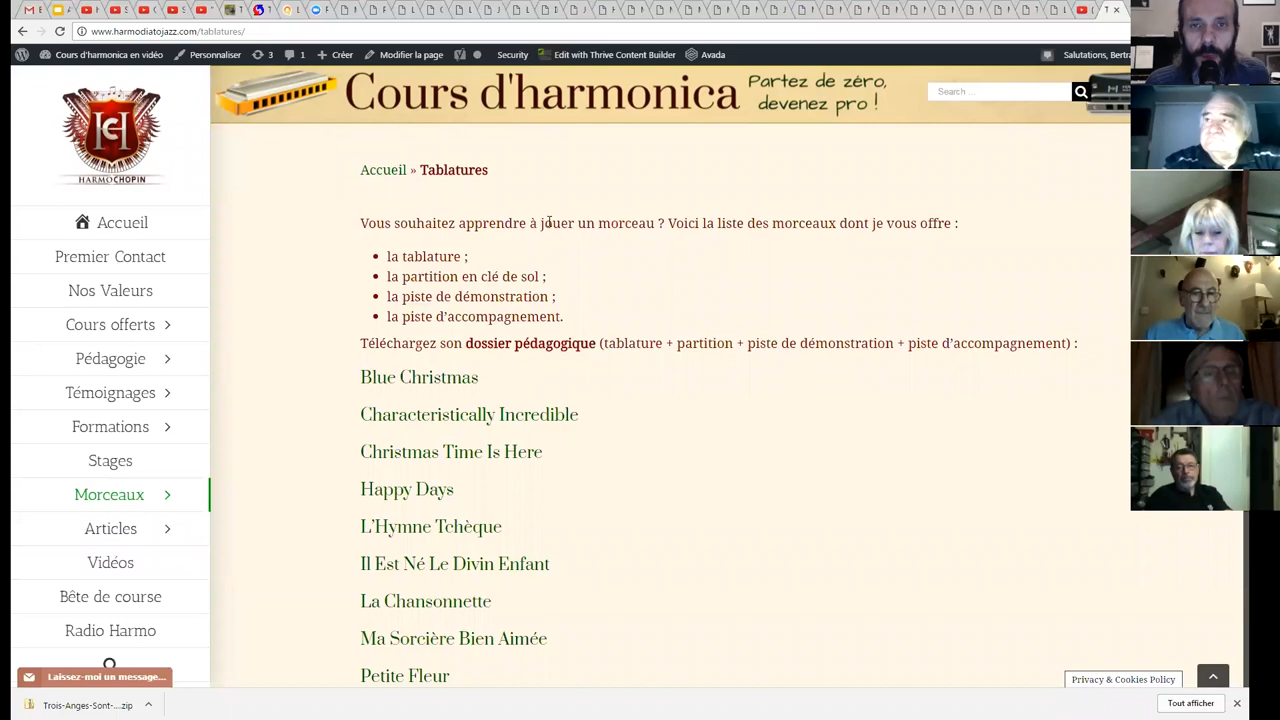 www.harmodiatojazz.com/tablatures/
Cours d'harmonica en vidéo Personnaliser 3 1 Créer Modifier la page Security Edit with Thrive Content Builder Avada Salutations, Bertra
Cours d'harmonica
Partez de zéro,
devenez pro !
Search ...
HC
HARMOCHOPIN
Accueil
Premier Contact
Nos Valeurs
Cours offerts
Pédagogie
Témoignages
Formations
Stages
Morceaux
Articles
Vidéos
Bête de course
Radio Harmo
Laissez-moi un message...
Accueil » Tablatures
Vous souhaitez apprendre à jouer un morceau ? Voici la liste des morceaux dont je vous offre :
• la tablature ;
• la partition en clé de sol ;
• la piste de démonstration ;
• la piste d'accompagnement.
Téléchargez son dossier pédagogique (tablature + partition + piste de démonstration + piste d'accompagnement) :
Blue Christmas
Characteristically Incredible
Christmas Time Is Here
Happy Days
L'Hymne Tchèque
Il Est Né Le Divin Enfant
La Chansonnette
Ma Sorcière Bien Aimée
Petite Fleur
Privacy & Cookies Policy
Trois-Anges-Sont-....zip
Tout afficher